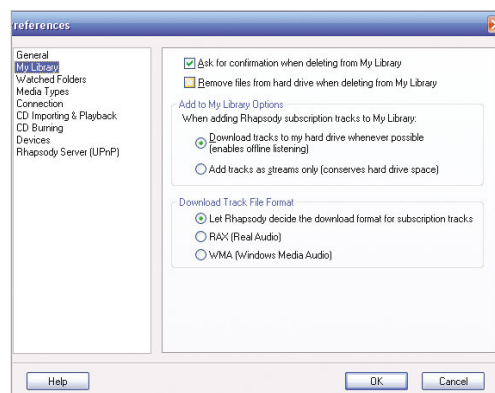 references
General
My Library
Watched Folders
Media Types
Connection
CD Importing & Playback
CD Burning
Devices
Rhapsody Server (UPnP)
Ask for confirmation when deleting from My Library
Remove files from hard drive when deleting from My Library
Add to My Library Options
When adding Rhapsody subscription tracks to My Library:
Download tracks to my hard drive whenever possible
(enables offline listening)
Add tracks as streams only (conserves hard drive space)
Download Track File Format
Let Rhapsody decide the download format for subscription tracks
RAX (Real Audio)
WMA (Windows Media Audio)
Help
OK
Cancel